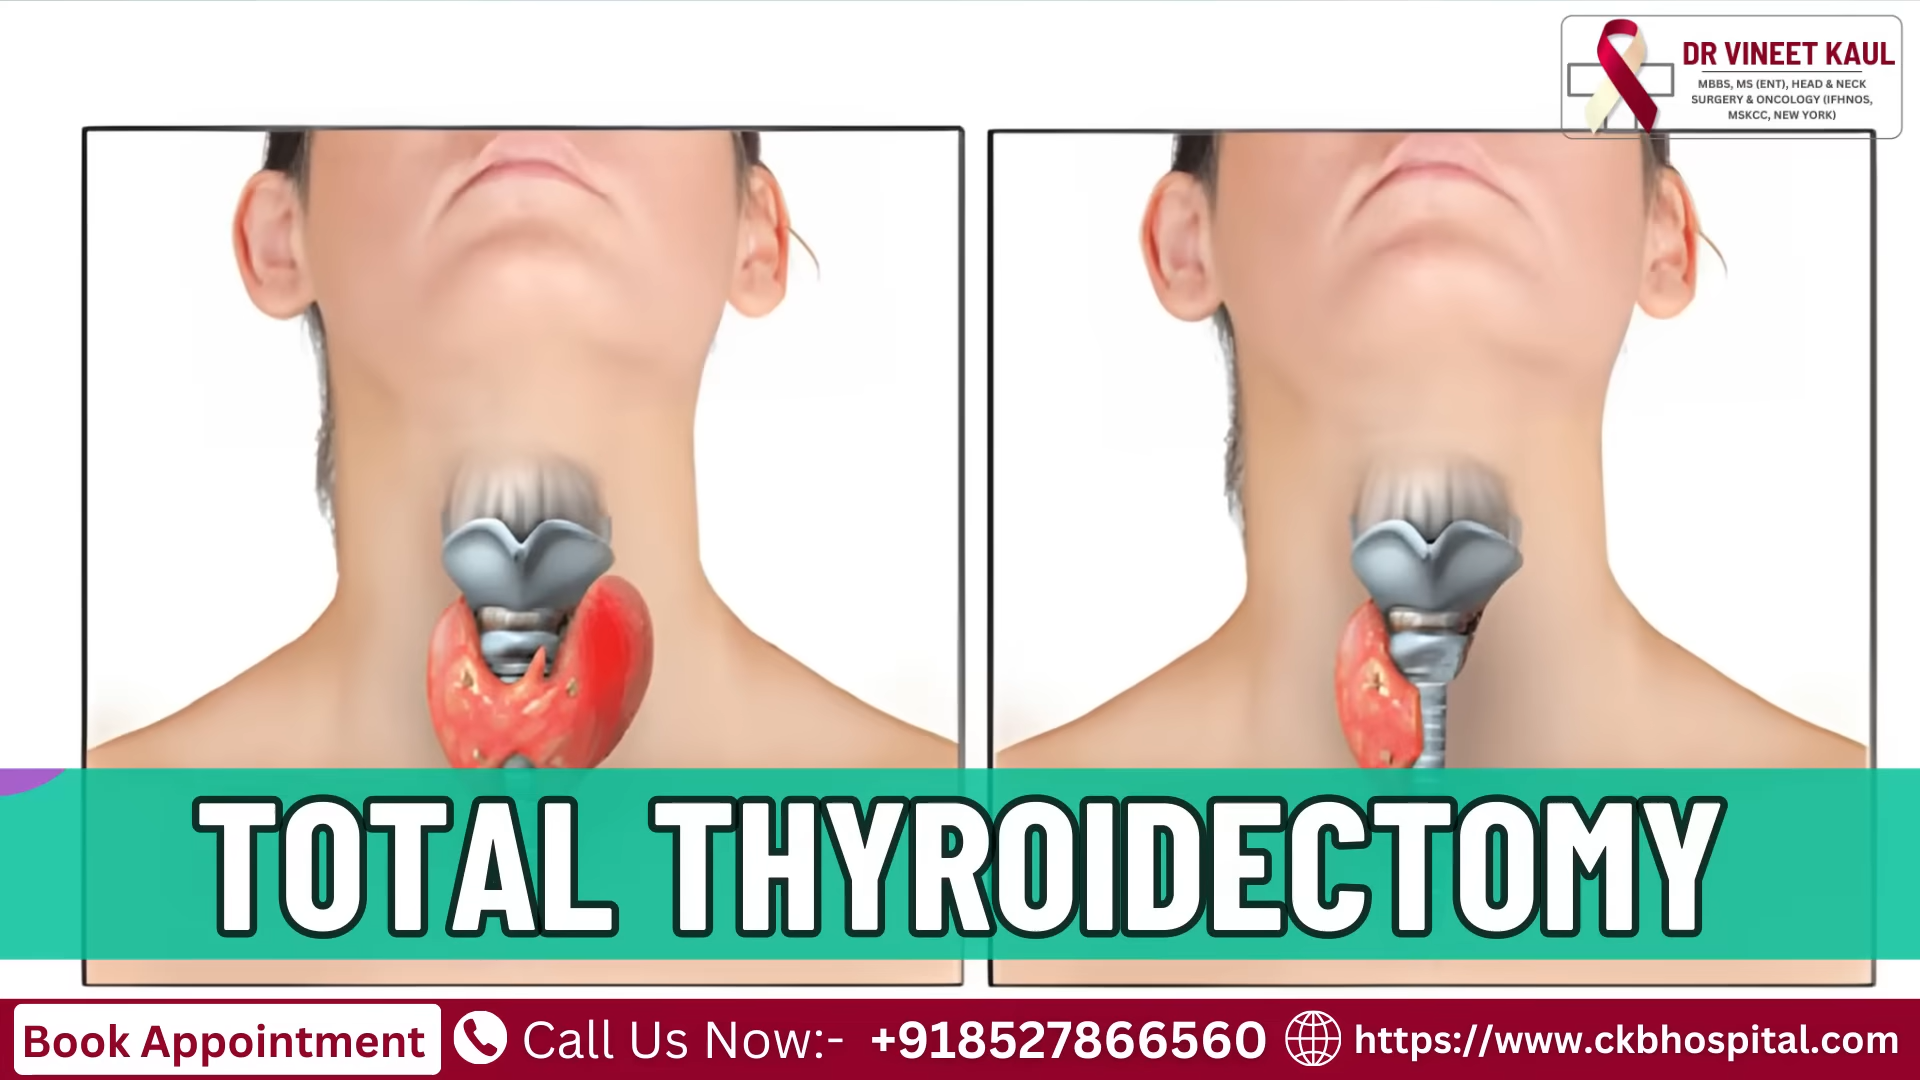 DR VINEET KAUL
MBBS, MS (ENT), HEAD & NECK
SURGERY & ONCOLOGY (IFHNOS,
MSKCC, NEW YORK)
TOTAL THYROIDECTOMY
Book Appointment
Call Us Now:- +918527866560
https://www.ckbhospital.com